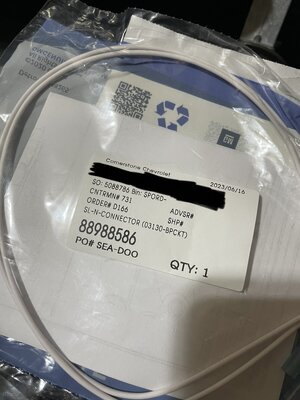 Cornerstone Chevrolet
2023/06/16
SO: 5088786 Bin: SPORD-
CNTRMN# 731 ADVSR#
ORDER# D166 SHP#
SL-N-CONNECTOR (03130-BPCKT)
88988586
PO# SEA-DOO QTY: 1